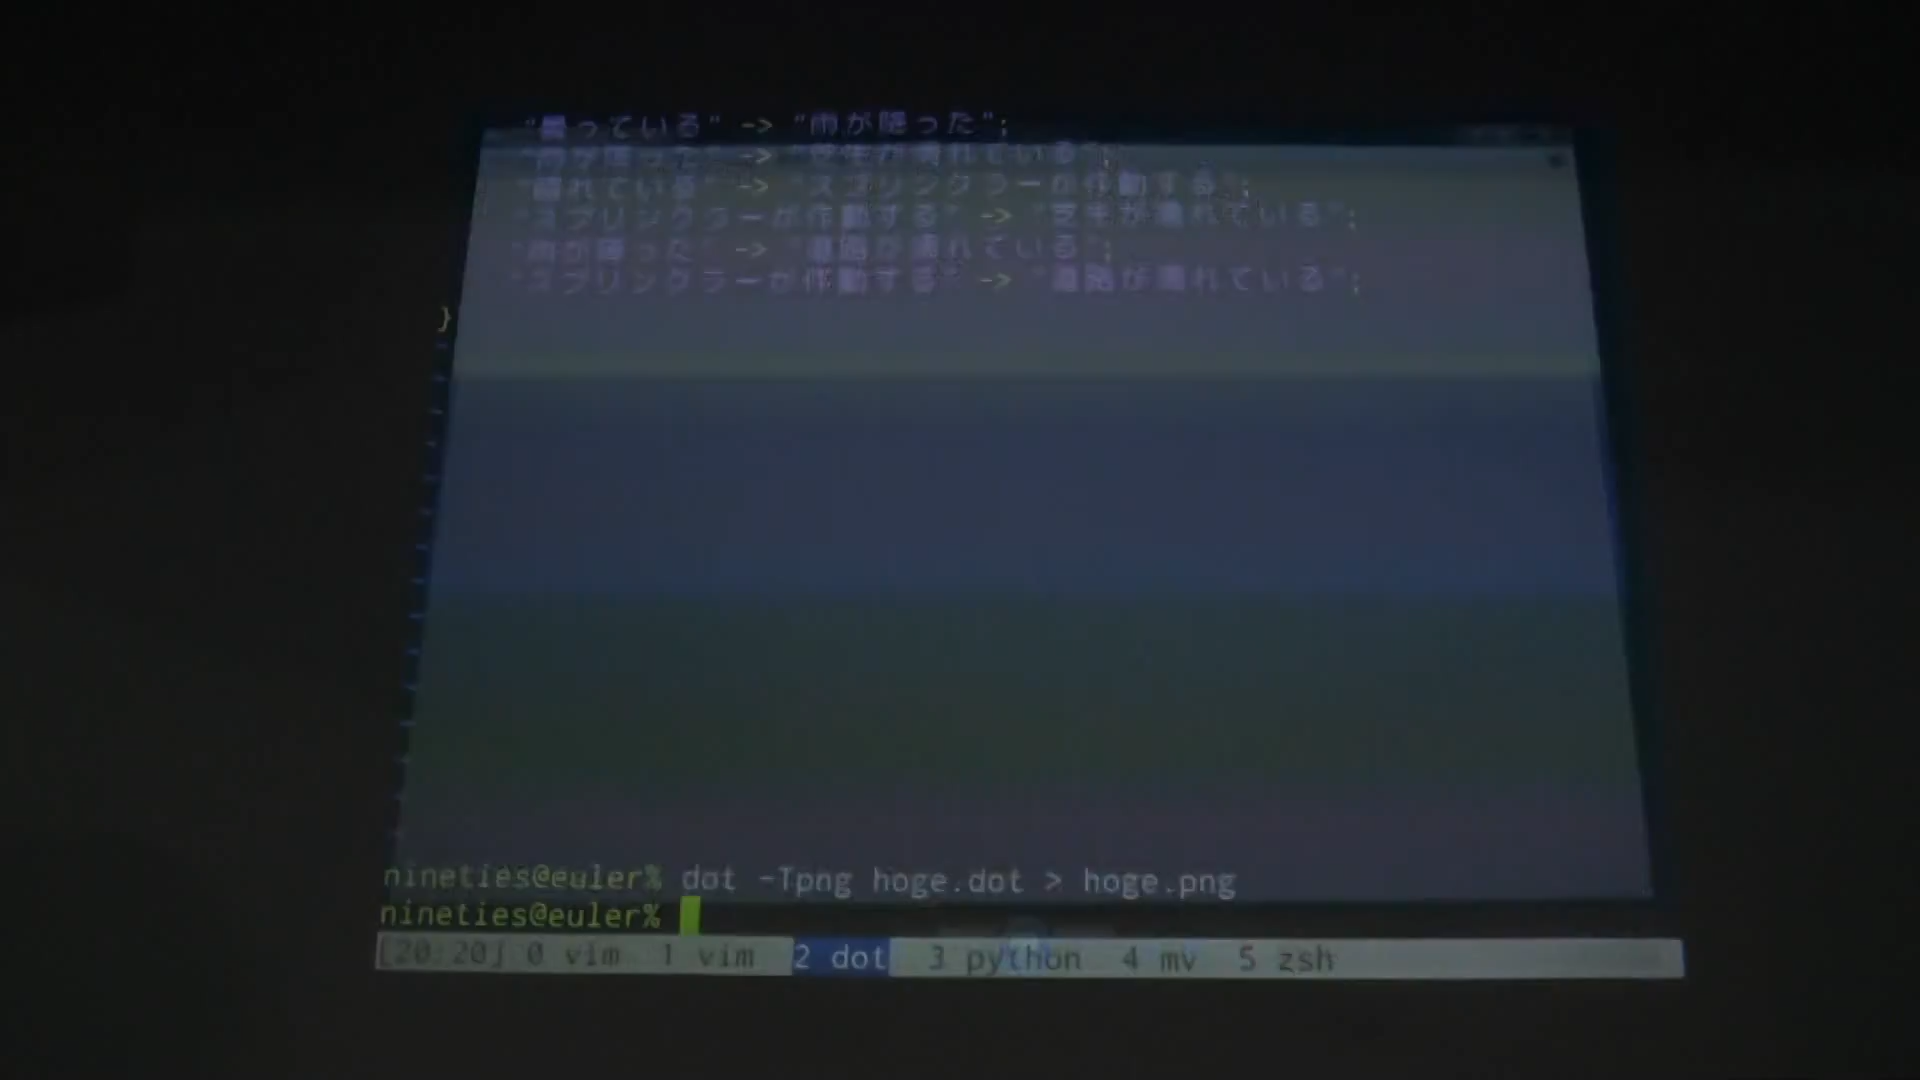 "曇っている" -> "雨が降った";
"雨が降った" -> "芝生が濡れている";
"晴れている" -> "スプリンクラーが作動する";
"スプリンクラーが作動する" -> "芝生が濡れている";
"雨が降った" -> "道路が濡れている";
"スプリンクラーが作動する" -> "道路が濡れている";
}
nineties@euler% dot -Tpng hoge.dot > hoge.png
nineties@euler%
[20:20] 0 vim 1 vim 2 dot 3 python 4 mv 5 zsh